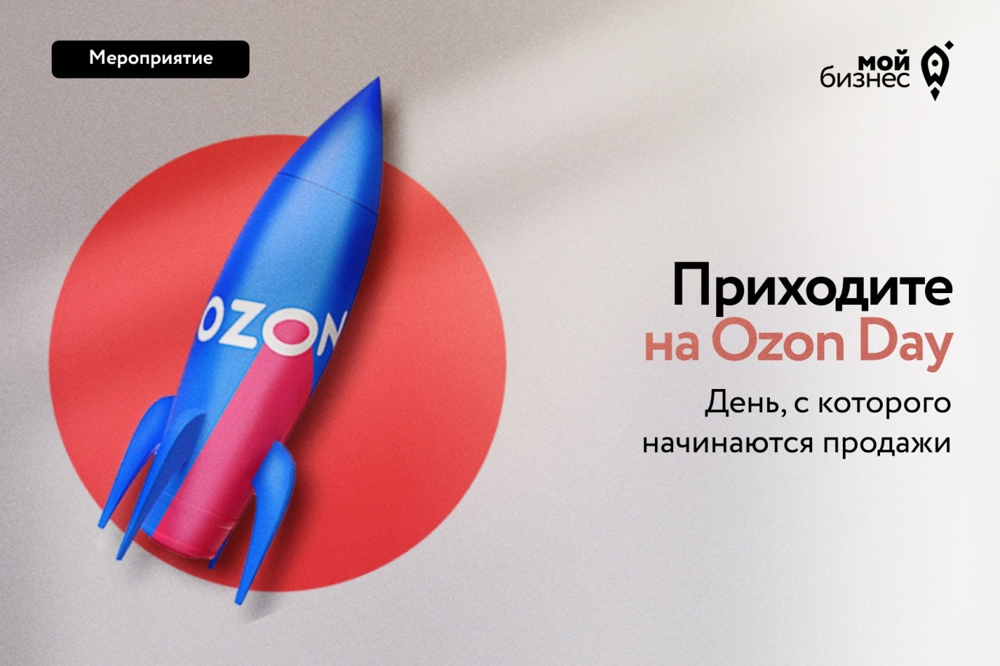 Мероприятие
мой
бизнес
OZON
Приходите
на Ozon Day
День, с которого
начинаются продажи